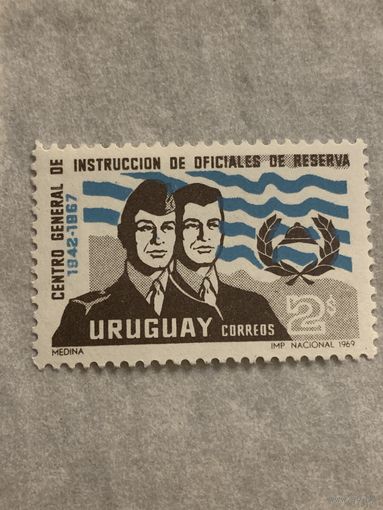 CENTRO GENERAL DE INSTRUCCION DE OFICIALES DE RESERVA
1942-1967
URUGUAY CORREOS
2$
MEDINA
IMP NACIONAL 1969